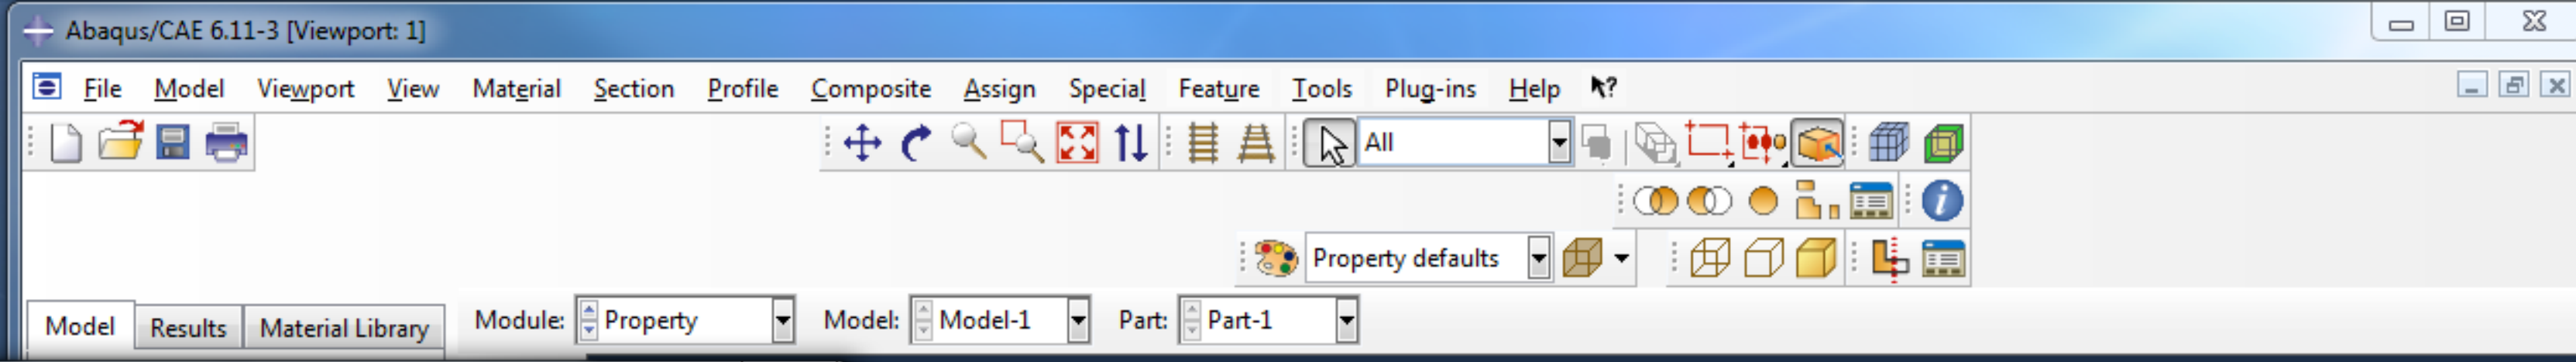 Abaqus/CAE 6.11-3 [Viewport: 1]
File Model Viewport View Material Section Profile Composite Assign Special Feature Tools Plug-ins Help ?
All
Property defaults
Model Results Material Library Module: Property Model: Model-1 Part: Part-1